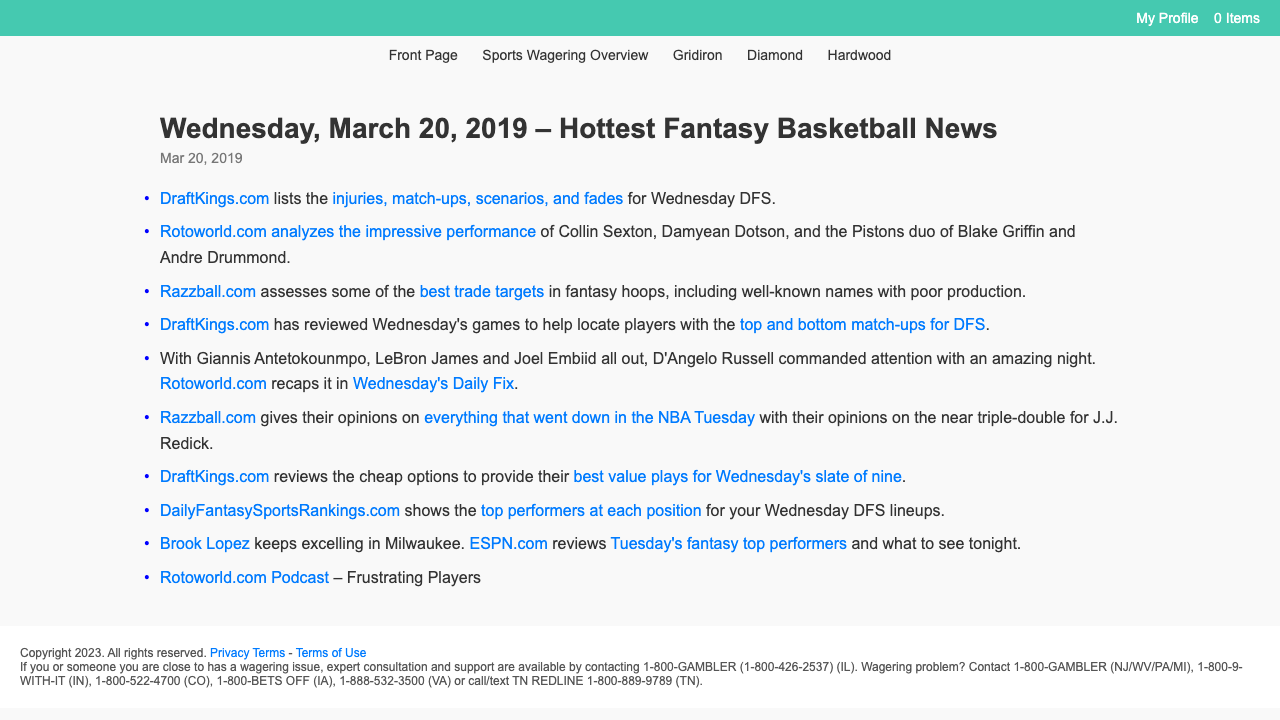 My Profile 0 Items
Front Page Sports Wagering Overview Gridiron Diamond Hardwood
Wednesday, March 20, 2019 – Hottest Fantasy Basketball News
Mar 20, 2019
• DraftKings.com lists the injuries, match-ups, scenarios, and fades for Wednesday DFS.
• Rotoworld.com analyzes the impressive performance of Collin Sexton, Damyean Dotson, and the Pistons duo of Blake Griffin and
Andre Drummond.
• Razzball.com assesses some of the best trade targets in fantasy hoops, including well-known names with poor production.
• DraftKings.com has reviewed Wednesday's games to help locate players with the top and bottom match-ups for DFS.
• With Giannis Antetokounmpo, LeBron James and Joel Embiid all out, D'Angelo Russell commanded attention with an amazing night.
Rotoworld.com recaps it in Wednesday's Daily Fix.
• Razzball.com gives their opinions on everything that went down in the NBA Tuesday with their opinions on the near triple-double for J.J.
Redick.
• DraftKings.com reviews the cheap options to provide their best value plays for Wednesday's slate of nine.
• DailyFantasySportsRankings.com shows the top performers at each position for your Wednesday DFS lineups.
• Brook Lopez keeps excelling in Milwaukee. ESPN.com reviews Tuesday's fantasy top performers and what to see tonight.
• Rotoworld.com Podcast – Frustrating Players
Copyright 2023. All rights reserved. Privacy Terms - Terms of Use
If you or someone you are close to has a wagering issue, expert consultation and support are available by contacting 1-800-GAMBLER (1-800-426-2537) (IL). Wagering problem? Contact 1-800-GAMBLER (NJ/WV/PA/MI), 1-800-9-
WITH-IT (IN), 1-800-522-4700 (CO), 1-800-BETS OFF (IA), 1-888-532-3500 (VA) or call/text TN REDLINE 1-800-889-9789 (TN).